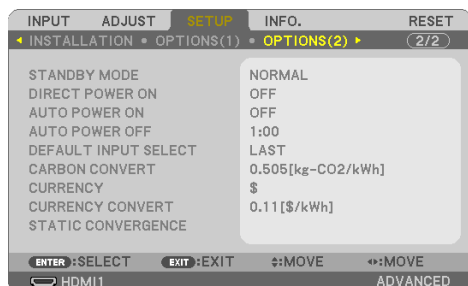 INPUT ADJUST SETUP INFO. RESET
INSTALLATION • OPTIONS(1) • OPTIONS(2) 2/2
STANDBY MODE NORMAL
DIRECT POWER ON OFF
AUTO POWER ON OFF
AUTO POWER OFF 1:00
DEFAULT INPUT SELECT LAST
CARBON CONVERT 0.505[kg-CO2/kWh]
CURRENCY $
CURRENCY CONVERT 0.11[$/kWh]
STATIC CONVERGENCE
ENTER:SELECT EXIT:EXIT :MOVE :MOVE
HDMI1 ADVANCED